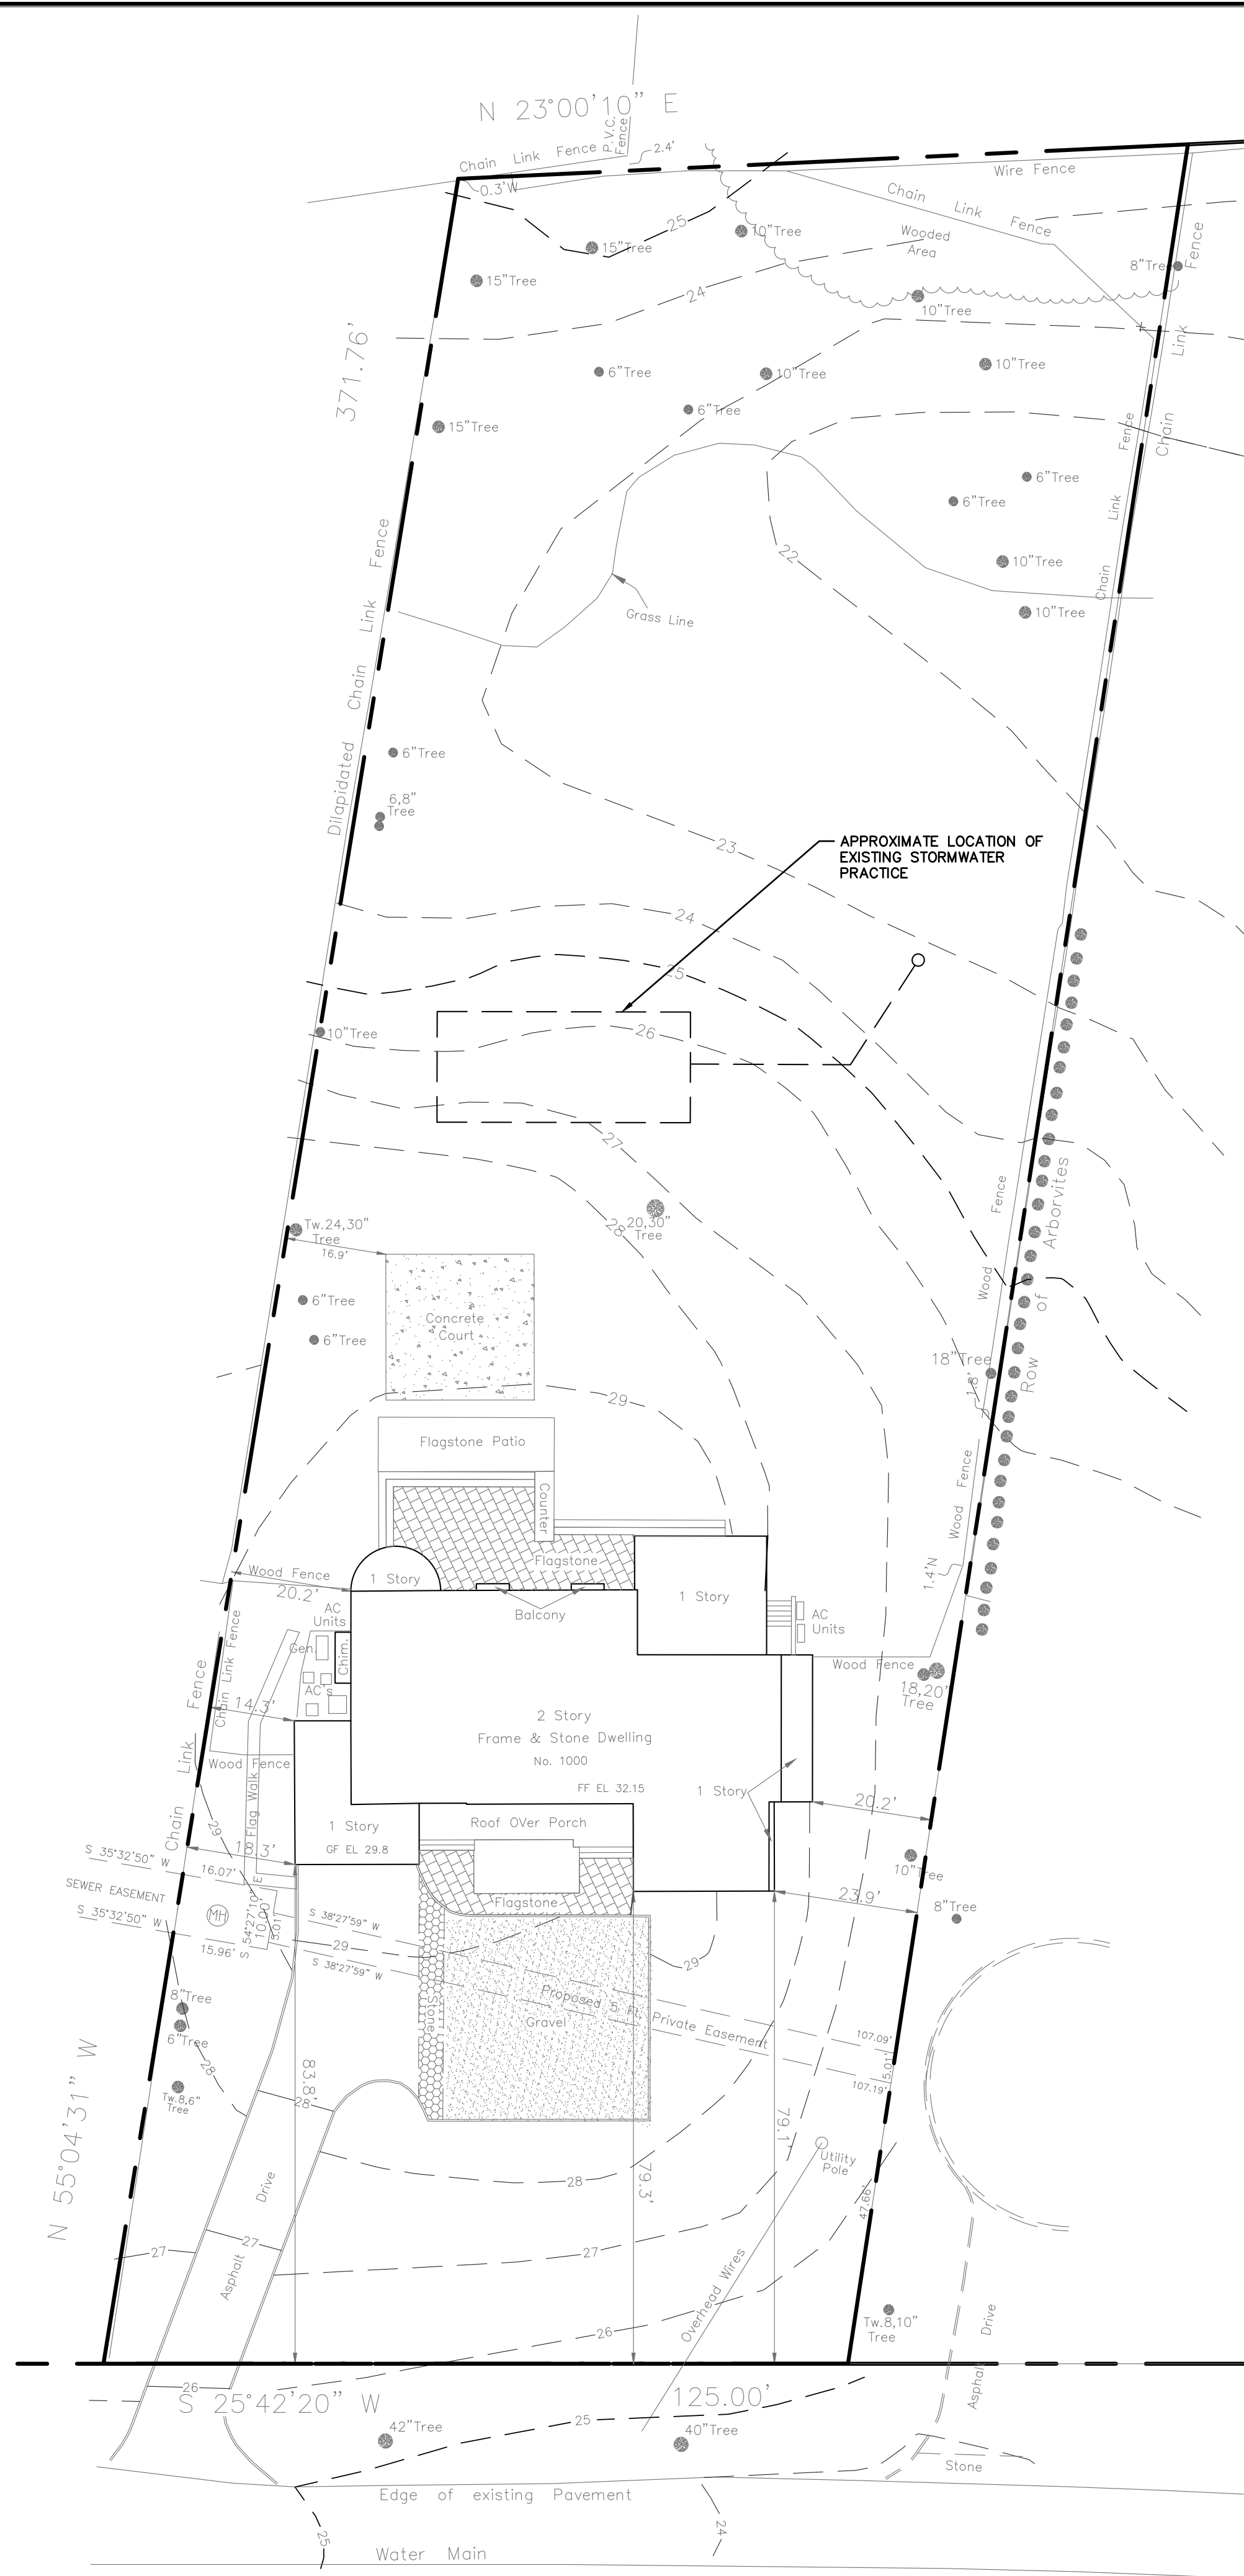 N 23°00'10" E
P.V.C.
Fence
2.4'
Chain Link Fence
0.3'W
Wire Fence
25
Chain Link Fence
10"Tree
Wooded
Area
15"Tree
Fence
8"Tree
15"Tree
24
10"Tree
Link
371.76'
6"Tree
10"Tree
10"Tree
6"Tree
15"Tree
Chain
Fence
6"Tree
6"Tree
Link
Fence
22
10"Tree
Chain
10"Tree
Grass Line
Link
Chain
Dilapidated
6"Tree
6,8"
Tree
23
APPROXIMATE LOCATION OF
EXISTING STORMWATER
PRACTICE
24
25
10"Tree
26
27
Row of Arborvites
Fence
Wood
28
20,30"
Tree
Tw.24,30"
Tree
16.9'
6"Tree
6"Tree
Concrete
Court
18"Tree
1.8'
29
Flagstone Patio
Counter
Wood Fence
1.4'N
Flagstone
Wood Fence
20.2'
1 Story
Balcony
1 Story
AC
Units
AC
Units
Gen.
Chim.
AC's
Chain Link Fence
Wood Fence
18,20'
Tree
14.3'
Chain Link Fence
Wood Fence
2 Story
Frame & Stone Dwelling
No. 1000
FF EL 32.15
1 Story
20.2'
Flag Walk
29
1 Story
GF EL 29.8
Roof OVer Porch
18.3'
S 35°32'50" W
16.07'
SEWER EASEMENT
S 35°32'50" W
MH
15.96'
S 54°27'10" E
10.00'
5.01'
10"Tree
23.9'
8"Tree
Flagstone
S 38°27'59" W
29
S 38°27'59" W
29
Stone
Gravel
Proposed 5 Ft. Private Easement
107.09'
5.01'
107.19'
8"Tree
6"Tree
28
Tw.8,6"
Tree
28
83.8'
79.3'
79.1'
Utility
Pole
47.66'
N 55°04'31" W
28
27
27
Asphalt Drive
27
Overhead Wires
26
Tw.8,10"
Tree
Asphalt Drive
26
S 25°42'20" W
125.00'
25
42"Tree
40"Tree
Stone
Edge of existing Pavement
25
24
Water Main